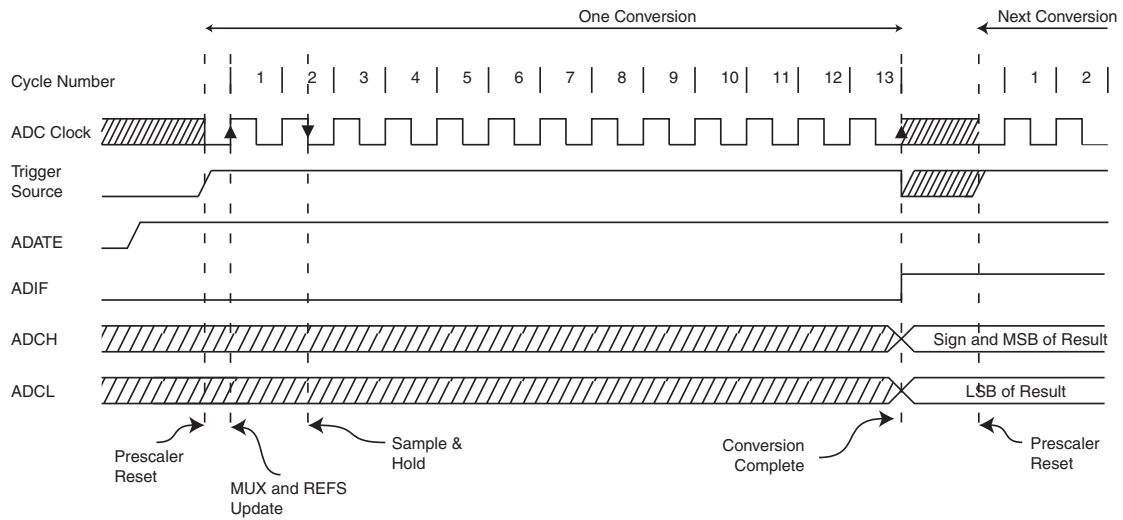 One Conversion
Next Conversion
Cycle Number
1 2 3 4 5 6 7 8 9 10 11 12 13 1 2
ADC Clock
Trigger
Source
ADATE
ADIF
ADCH
Sign and MSB of Result
ADCL
LSB of Result
Prescaler
Reset
MUX and REFS
Update
Sample &
Hold
Conversion
Complete
Prescaler
Reset